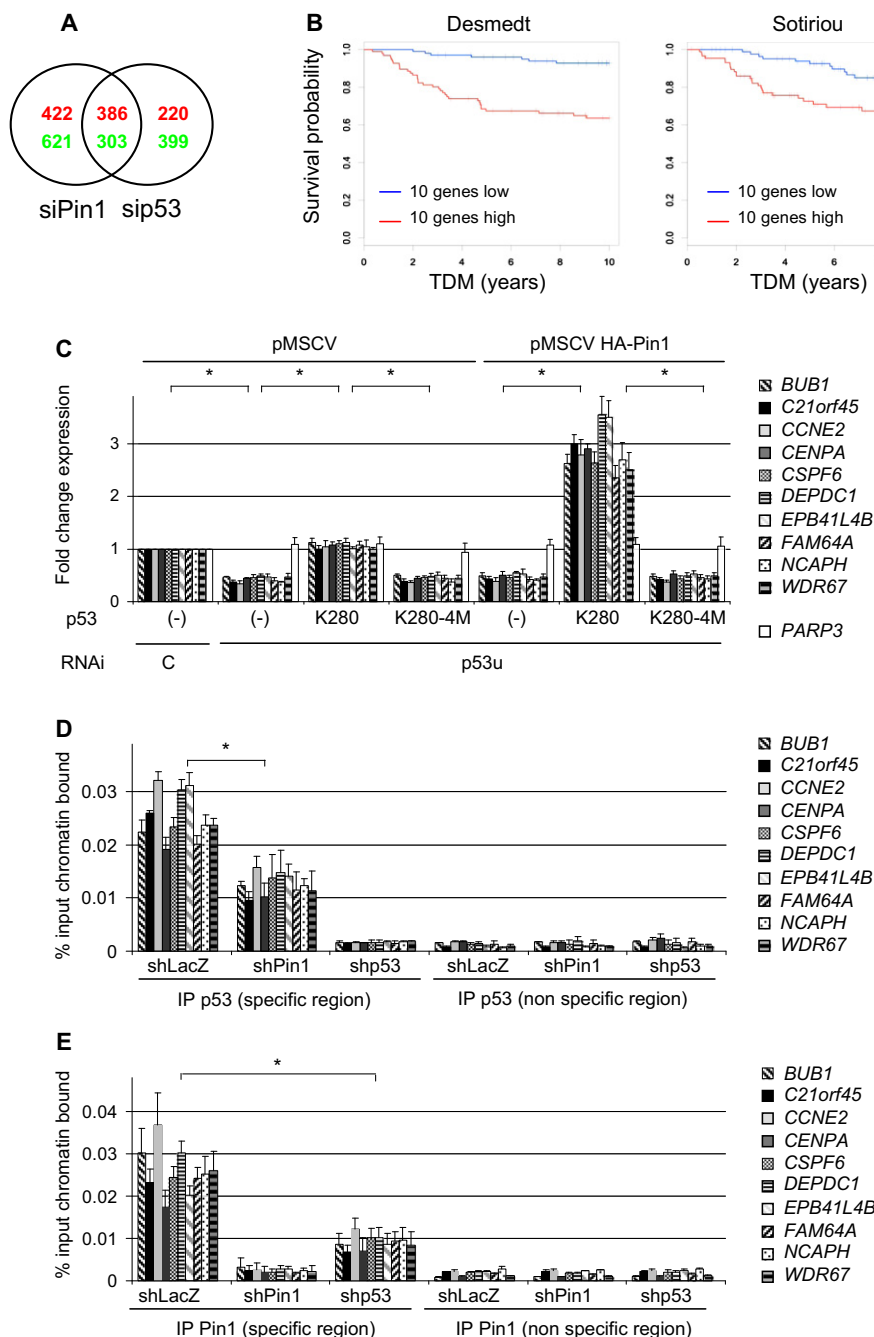 A
422 386 220
621 303 399
siPin1 sip53
B
Desmedt
Survival probability
1.0
0.8
0.6
0.4
0.2
0.0
10 genes low
10 genes high
0 2 4 6 8 10
TDM (years)
Sotiriou
1.0
0.8
0.6
0.4
0.2
0.0
10 genes low
10 genes high
0 2 4 6
TDM (years)
C
pMSCV pMSCV HA-Pin1
* * * * *
Fold change expression
3
2
1
0
p53 (-) (-) K280 K280-4M (-) K280 K280-4M
RNAi C p53u
BUB1
C21orf45
CCNE2
CENPA
CSPF6
DEPDC1
EPB41L4B
FAM64A
NCAPH
WDR67
PARP3
D
*
% input chromatin bound
0.03
0.02
0.01
0
shLacZ shPin1 shp53 shLacZ shPin1 shp53
IP p53 (specific region) IP p53 (non specific region)
BUB1
C21orf45
CCNE2
CENPA
CSPF6
DEPDC1
EPB41L4B
FAM64A
NCAPH
WDR67
E
*
% input chromatin bound
0.04
0.03
0.02
0.01
0
shLacZ shPin1 shp53 shLacZ shPin1 shp53
IP Pin1 (specific region) IP Pin1 (non specific region)
BUB1
C21orf45
CCNE2
CENPA
CSPF6
DEPDC1
EPB41L4B
FAM64A
NCAPH
WDR67